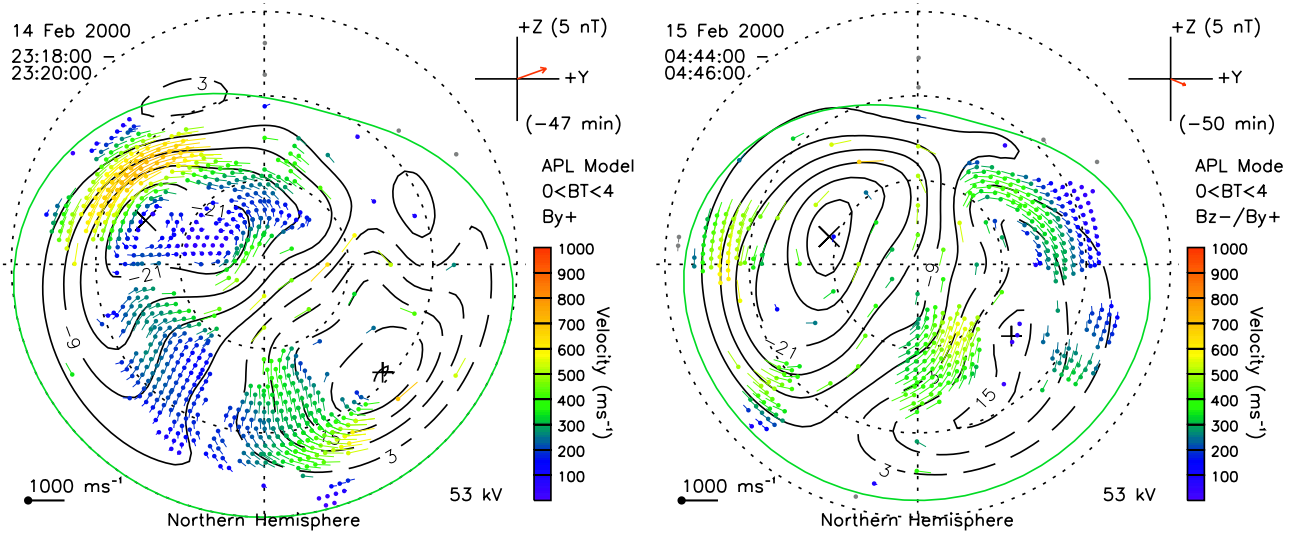 14 Feb 2000
23:18:00 -
23:20:00
+Z (5 nT)
+Y
(-47 min)
APL Model
0<BT<4
By+
1000
900
800
700
600
500
400
300
200
100
Velocity (ms⁻¹)
3
-21
-21
-9
3
1000 ms⁻¹
53 kV
Northern Hemisphere
15 Feb 2000
04:44:00 -
04:46:00
+Z (5 nT)
+Y
(-50 min)
APL Mode
0<BT<4
Bz-/By+
1000
900
800
700
600
500
400
300
200
100
Velocity (ms⁻¹)
-9
-21
15
3
1000 ms⁻¹
53 kV
Northern Hemisphere